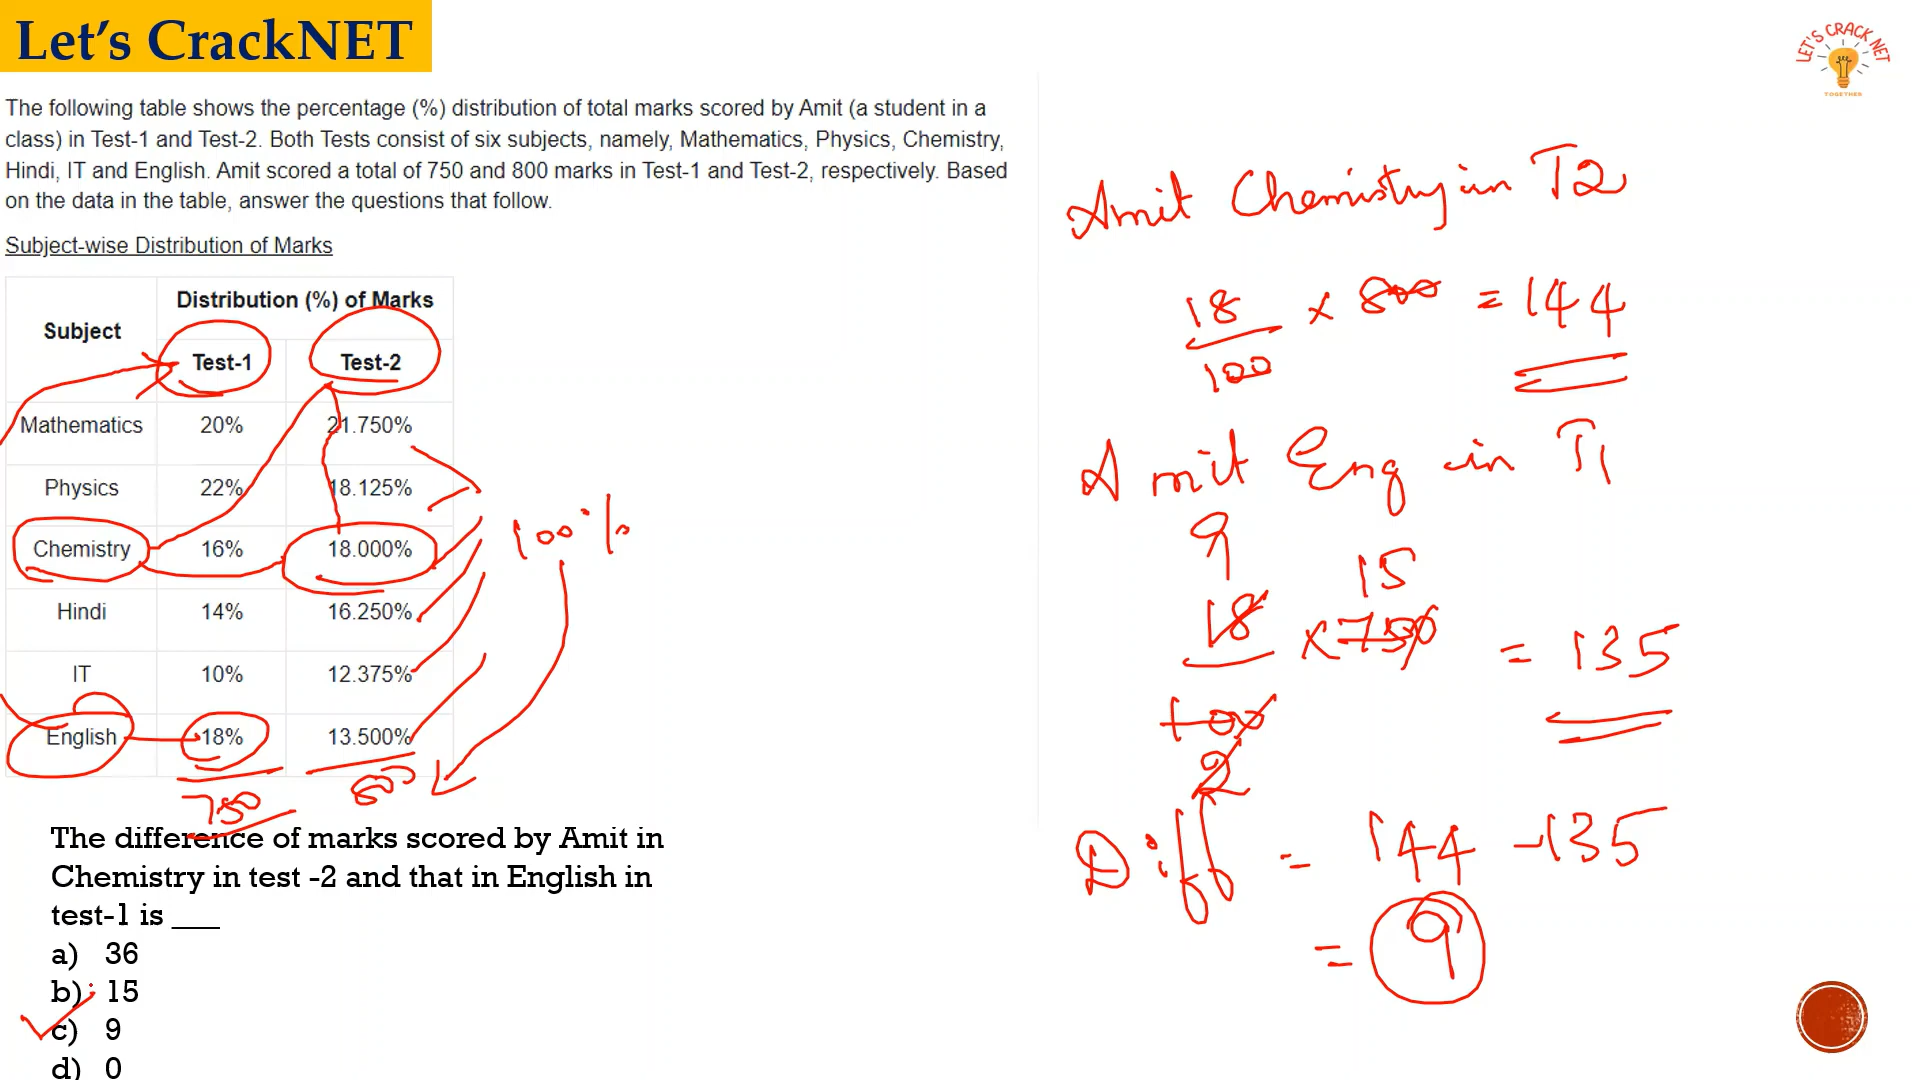 Let's CrackNET
LET'S CRACK NET
TOGETHER
The following table shows the percentage (%) distribution of total marks scored by Amit (a student in a
class) in Test-1 and Test-2. Both Tests consist of six subjects, namely, Mathematics, Physics, Chemistry,
Hindi, IT and English. Amit scored a total of 750 and 800 marks in Test-1 and Test-2, respectively. Based
on the data in the table, answer the questions that follow.
Subject-wise Distribution of Marks
Subject Distribution (%) of Marks
Test-1 Test-2
Mathematics 20% 21.750%
Physics 22% 18.125%
Chemistry 16% 18.000%
Hindi 14% 16.250%
IT 10% 12.375%
English 18% 13.500%
750 800
100%
The difference of marks scored by Amit in
Chemistry in test -2 and that in English in
test-1 is ___
a) 36
b) 15
c) 9
d) 0
Amit Chemistry in T2
18
× 800 = 144
100
Amit Eng in T1
9
15
18
× 750 = 135
100
2
Diff = 144 - 135
= 9